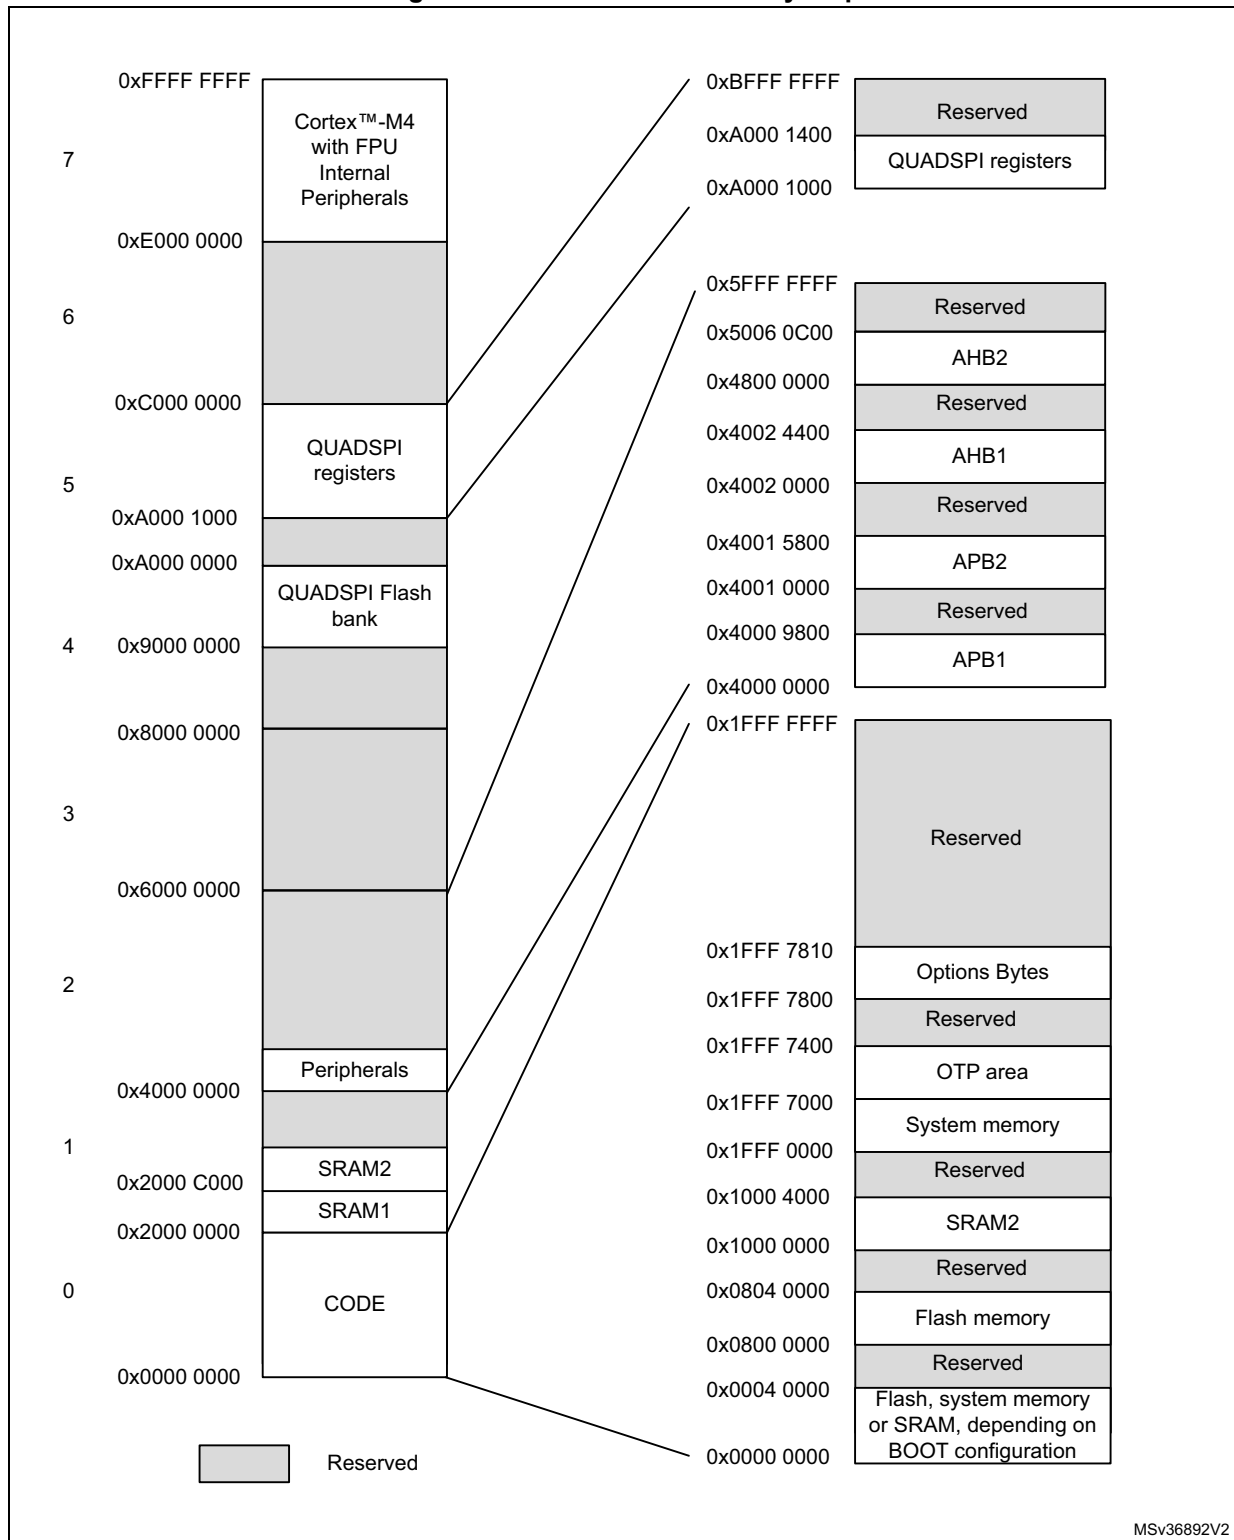 0xFFFF FFFF
Cortex™-M4
with FPU
Internal
Peripherals
7
0xE000 0000
6
0xC000 0000
QUADSPI
registers
5
0xA000 1000
0xA000 0000
QUADSPI Flash
bank
4
0x9000 0000
0x8000 0000
3
0x6000 0000
2
Peripherals
0x4000 0000
1
SRAM2
0x2000 C000
SRAM1
0x2000 0000
0
CODE
0x0000 0000
Reserved
0xBFFF FFFF
Reserved
0xA000 1400
QUADSPI registers
0xA000 1000
0x5FFF FFFF
Reserved
0x5006 0C00
AHB2
0x4800 0000
Reserved
0x4002 4400
AHB1
0x4002 0000
Reserved
0x4001 5800
APB2
0x4001 0000
Reserved
0x4000 9800
APB1
0x4000 0000
0x1FFF FFFF
Reserved
0x1FFF 7810
Options Bytes
0x1FFF 7800
Reserved
0x1FFF 7400
OTP area
0x1FFF 7000
System memory
0x1FFF 0000
Reserved
0x1000 4000
SRAM2
0x1000 0000
Reserved
0x0804 0000
Flash memory
0x0800 0000
Reserved
0x0004 0000
Flash, system memory
or SRAM, depending on
BOOT configuration
0x0000 0000
MSv36892V2